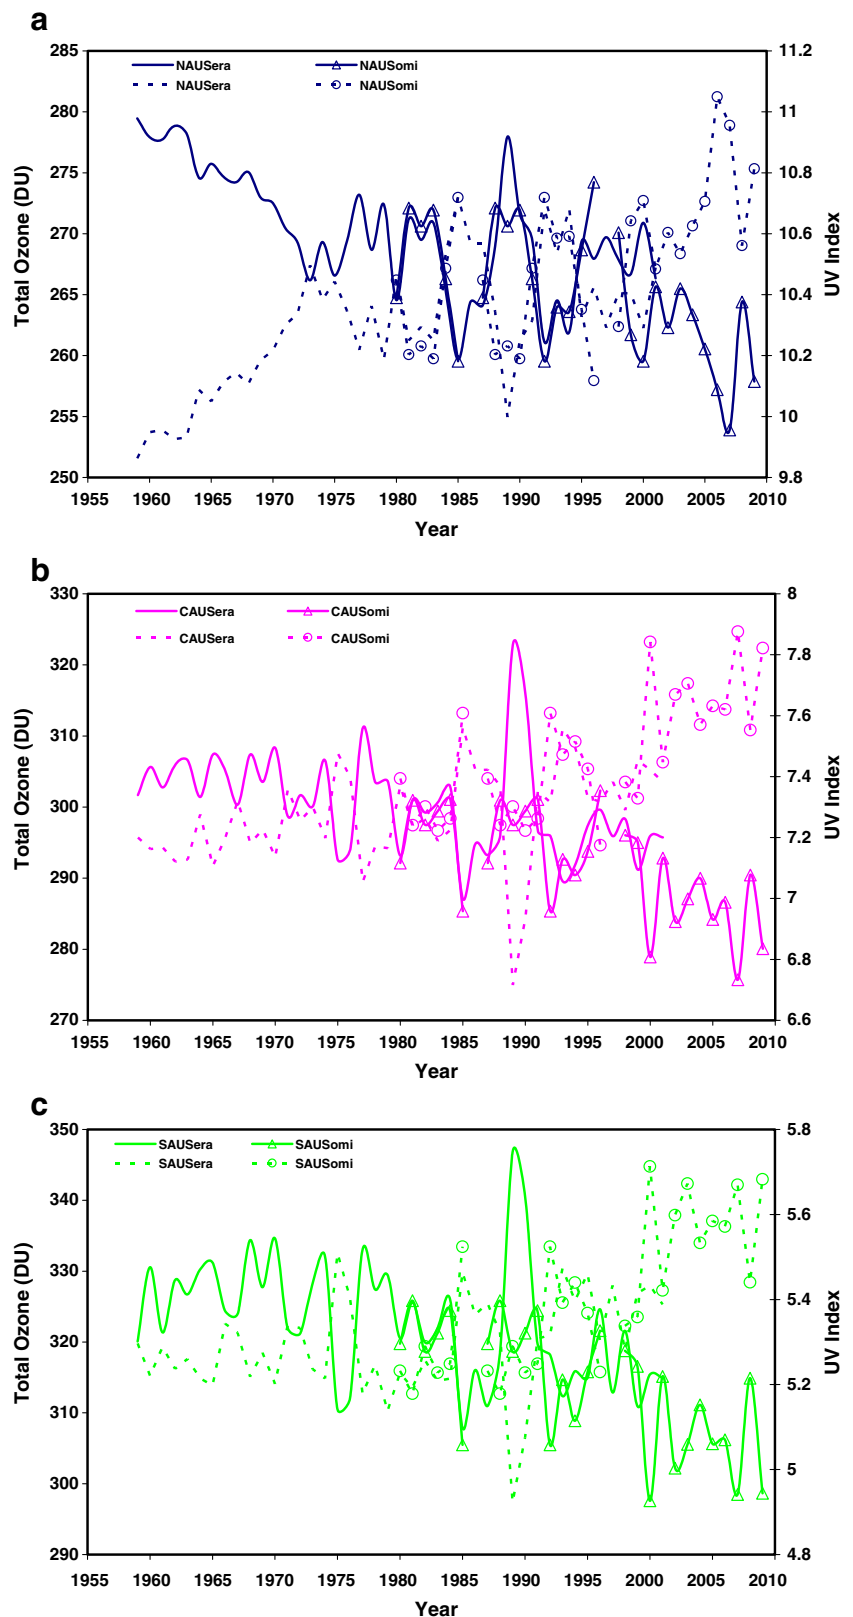 a
285
280
275
270
265
260
255
250
Total Ozone (DU)
NAUSera
NAUSomi
NAUSera
NAUSomi
11.2
11
10.8
10.6
10.4
10.2
10
9.8
UV Index
1955 1960 1965 1970 1975 1980 1985 1990 1995 2000 2005 2010
Year
b
330
320
310
300
290
280
270
Total Ozone (DU)
CAUSera
CAUSomi
CAUSera
CAUSomi
8
7.8
7.6
7.4
7.2
7
6.8
6.6
UV Index
1955 1960 1965 1970 1975 1980 1985 1990 1995 2000 2005 2010
Year
c
350
340
330
320
310
300
290
Total Ozone (DU)
SAUSera
SAUSomi
SAUSera
SAUSomi
5.8
5.6
5.4
5.2
5
4.8
UV Index
1955 1960 1965 1970 1975 1980 1985 1990 1995 2000 2005 2010
Year